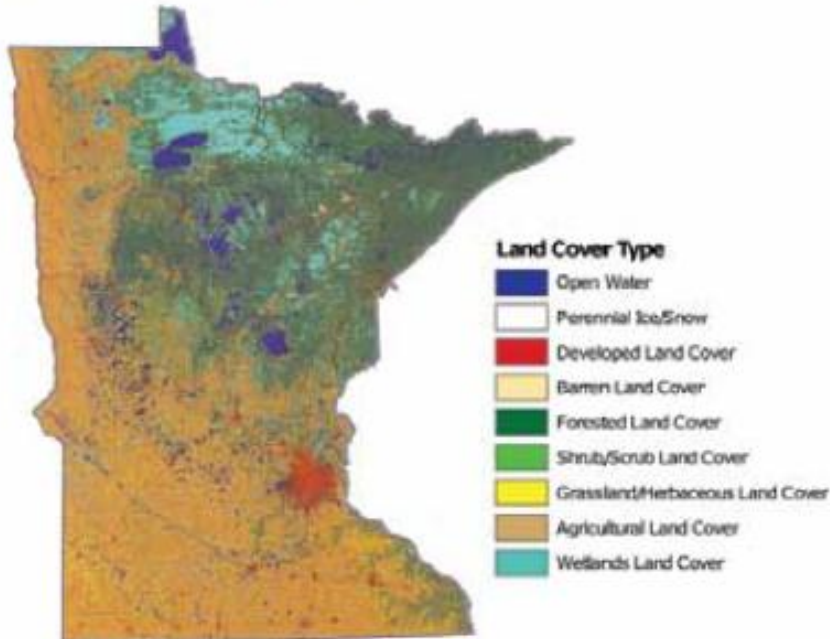 Land Cover Type
Open Water
Perennial Ice/Snow
Developed Land Cover
Barren Land Cover
Forested Land Cover
Shrub/Scrub Land Cover
Grassland/Herbaceous Land Cover
Agricultural Land Cover
Wetlands Land Cover